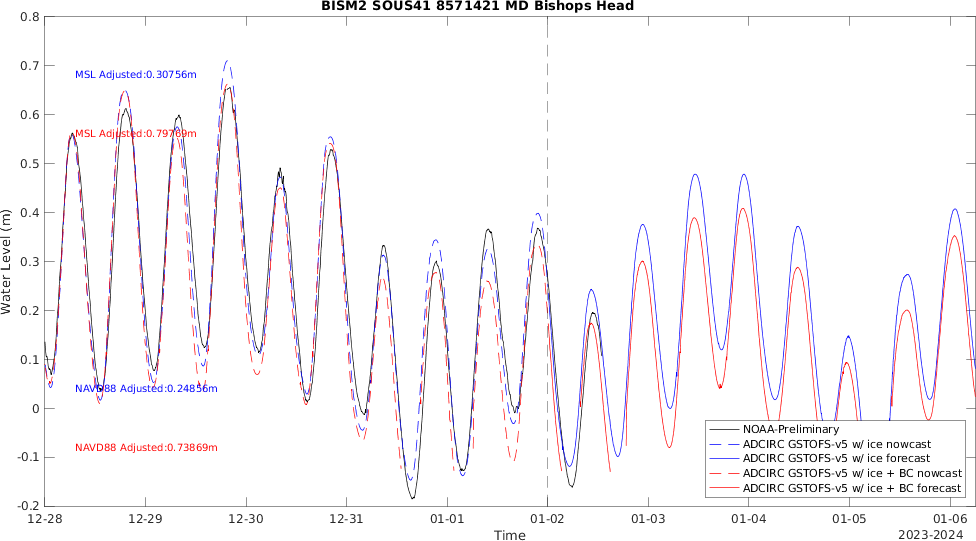 BISM2 SOUS41 8571421 MD Bishops Head
0.8
0.7
0.6
0.5
0.4
0.3
0.2
0.1
0
-0.1
-0.2
Water Level (m)
MSL Adjusted:0.30756m
MSL Adjusted:0.79769m
NAVD88 Adjusted:0.24856m
NAVD88 Adjusted:0.73869m
NOAA-Preliminary
ADCIRC GSTOFS-v5 w/ ice nowcast
ADCIRC GSTOFS-v5 w/ ice forecast
ADCIRC GSTOFS-v5 w/ ice + BC nowcast
ADCIRC GSTOFS-v5 w/ ice + BC forecast
12-28 12-29 12-30 12-31 01-01 01-02 01-03 01-04 01-05 01-06
Time
2023-2024